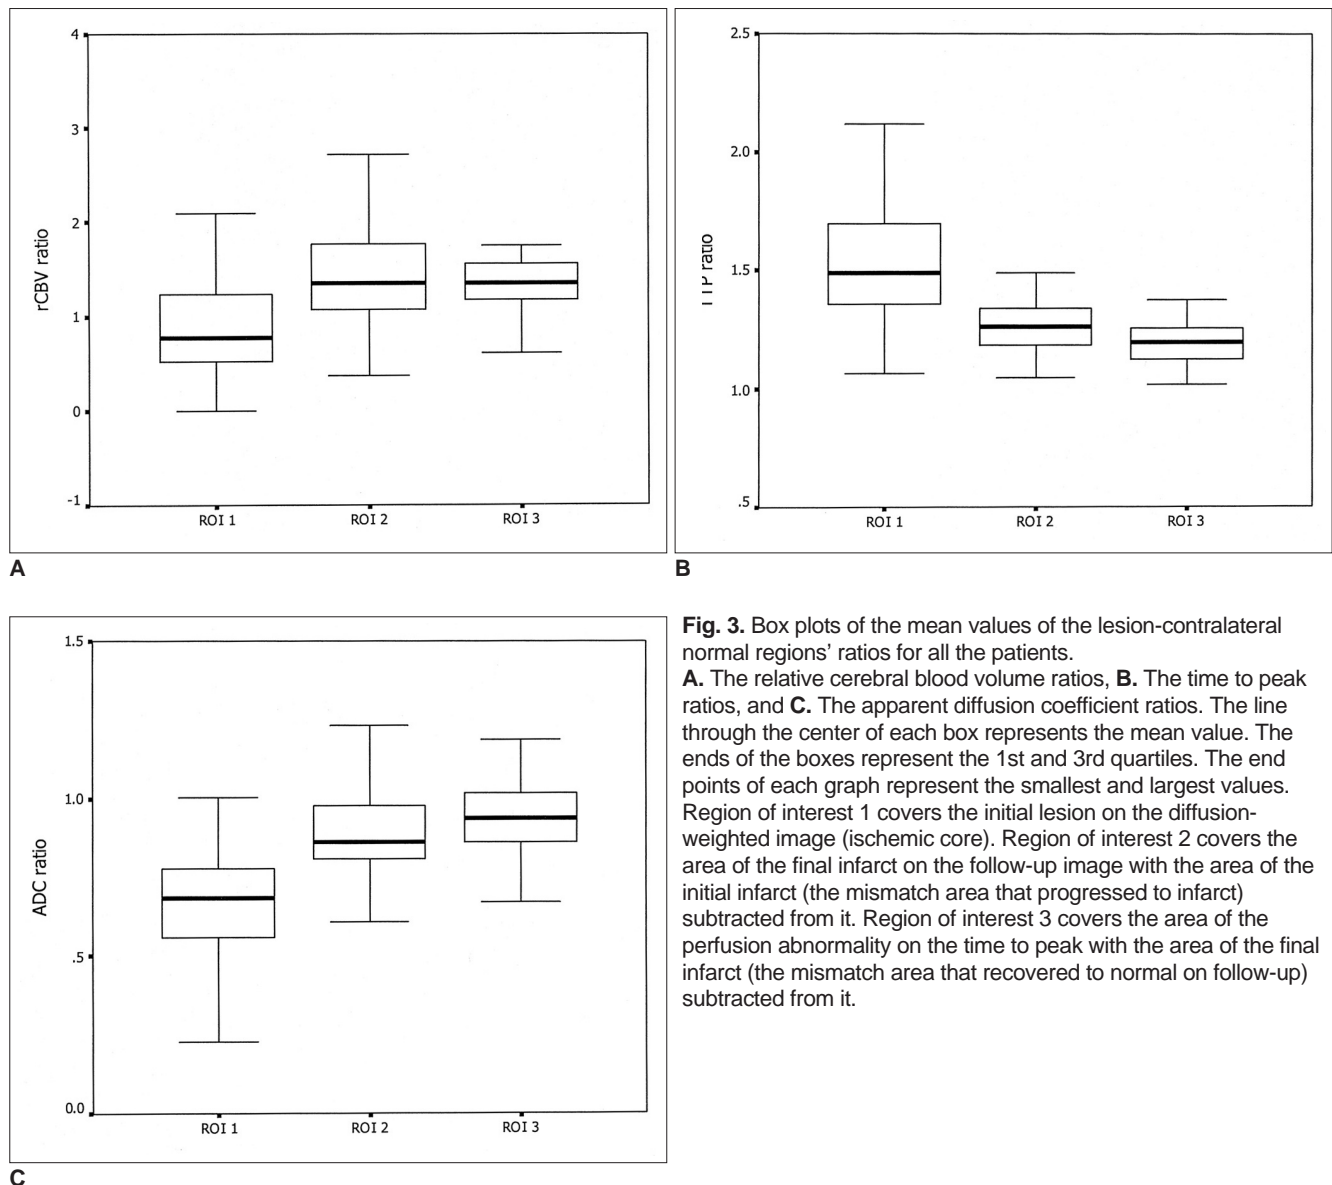 4
3
2
1
0
-1
rCBV ratio
ROI 1
ROI 2
ROI 3
A
2.5
2.0
1.5
1.0
.5
TTP ratio
ROI 1
ROI 2
ROI 3
B
1.5
1.0
.5
0.0
ADC ratio
ROI 1
ROI 2
ROI 3
C
Fig. 3. Box plots of the mean values of the lesion-contralateral
normal regions’ ratios for all the patients.
A. The relative cerebral blood volume ratios, B. The time to peak
ratios, and C. The apparent diffusion coefficient ratios. The line
through the center of each box represents the mean value. The
ends of the boxes represent the 1st and 3rd quartiles. The end
points of each graph represent the smallest and largest values.
Region of interest 1 covers the initial lesion on the diffusion-
weighted image (ischemic core). Region of interest 2 covers the
area of the final infarct on the follow-up image with the area of the
initial infarct (the mismatch area that progressed to infarct)
subtracted from it. Region of interest 3 covers the area of the
perfusion abnormality on the time to peak with the area of the final
infarct (the mismatch area that recovered to normal on follow-up)
subtracted from it.